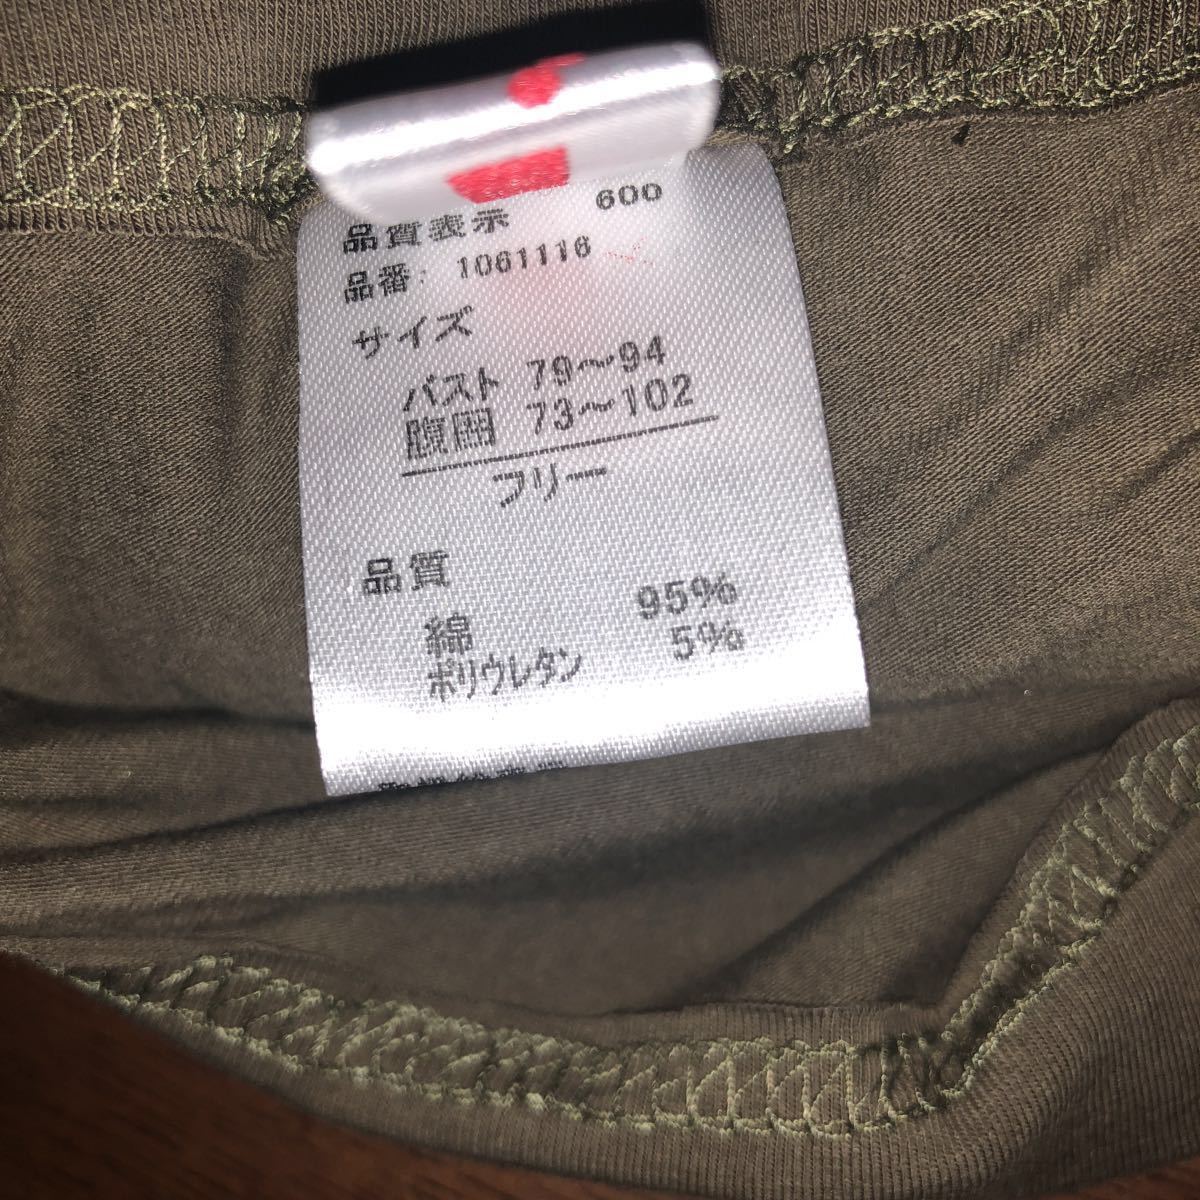 品質表示 600
品番: 1061116
サイズ
バスト 79〜94
腹囲 73〜102
フリー
品質
綿 95%
ポリウレタン 5%